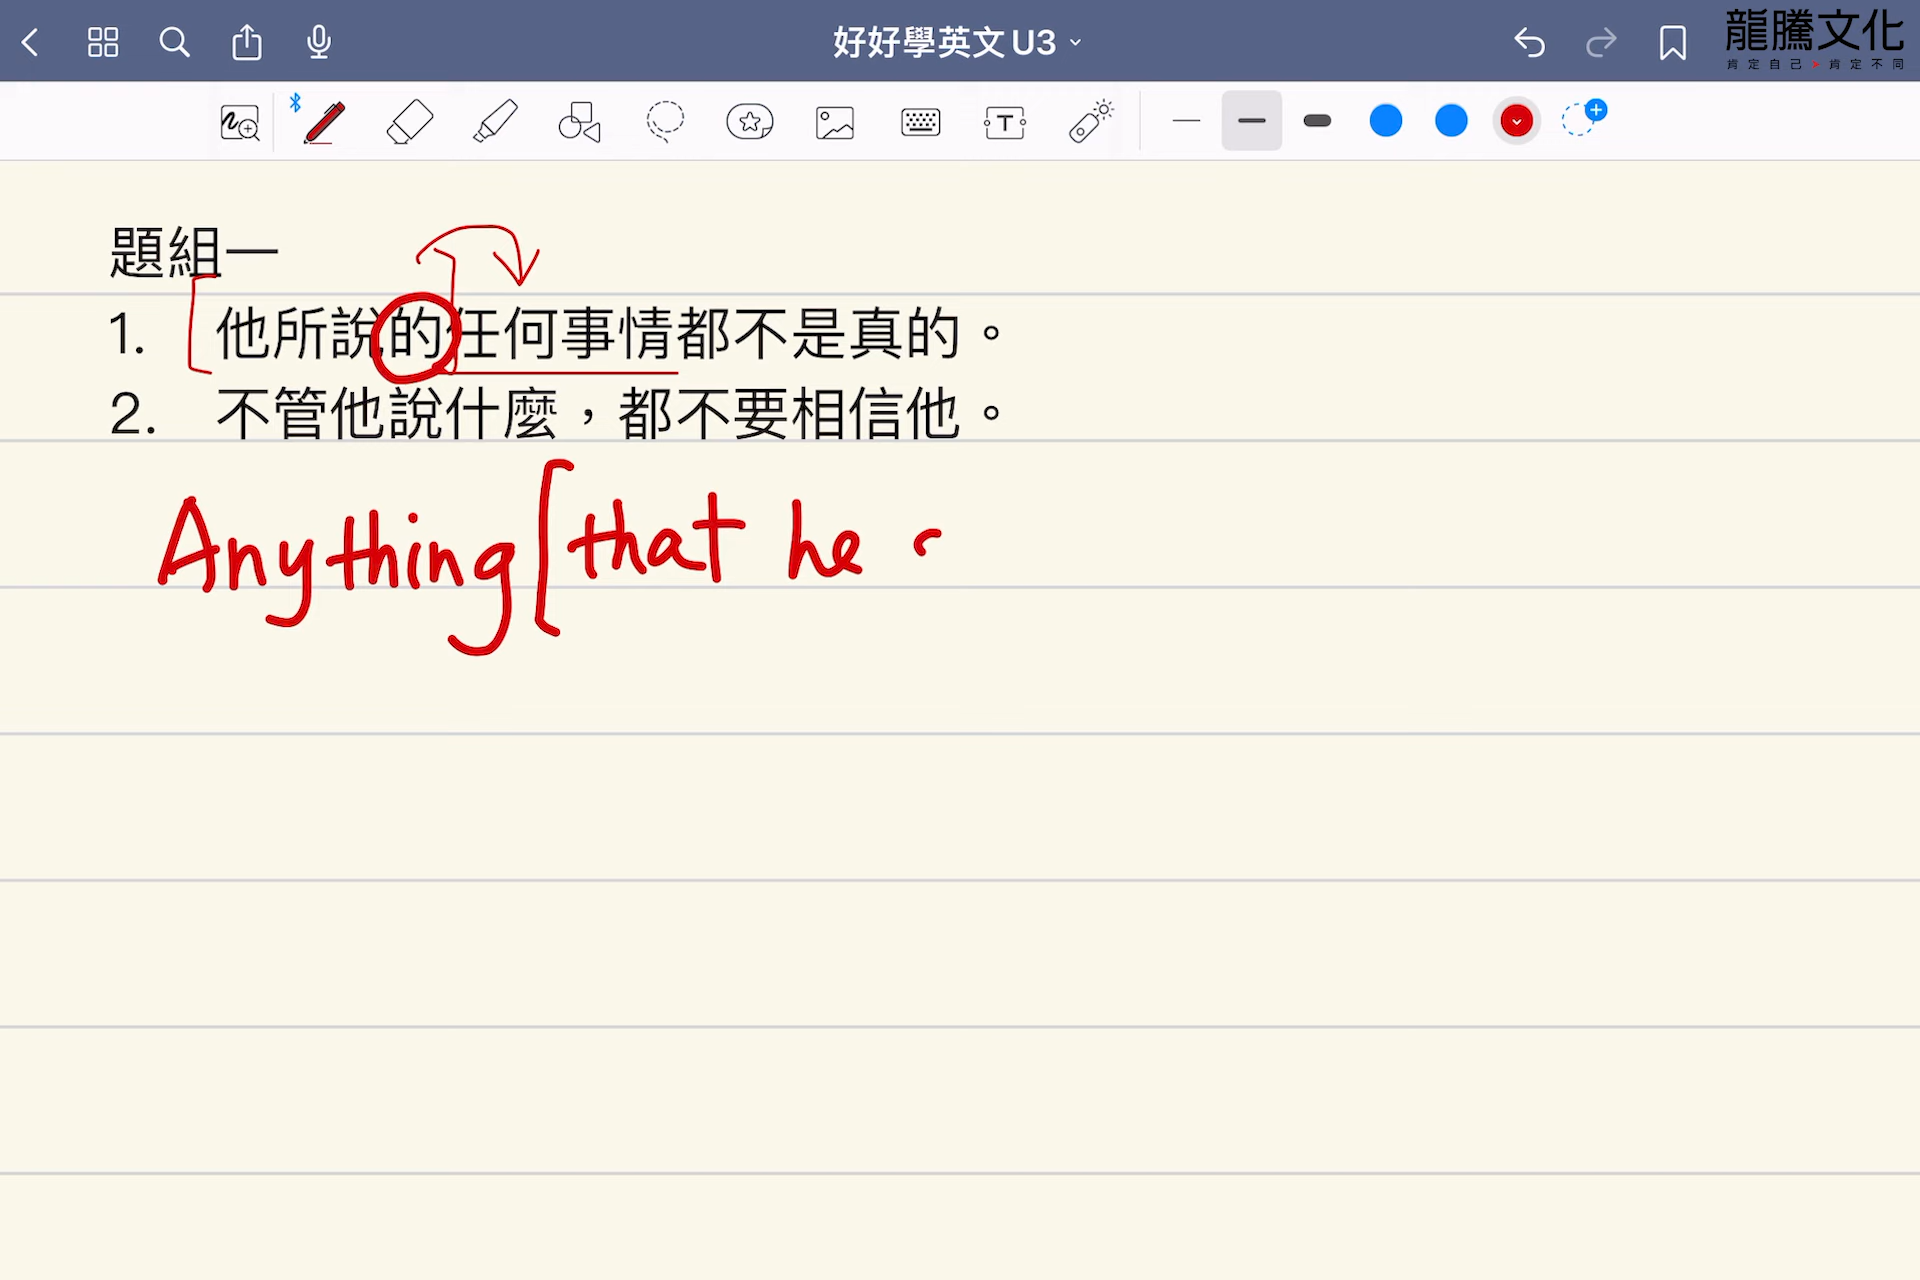 好好學英文 U3
龍騰文化
肯定自己➤肯定不同
題組一
1. 他所說的任何事情都不是真的。
2. 不管他說什麼，都不要相信他。
Anything [that he